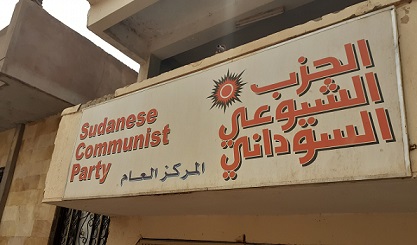 الحزب
الشيوعي
السوداني
Sudanese
Communist
Party
المركز العام